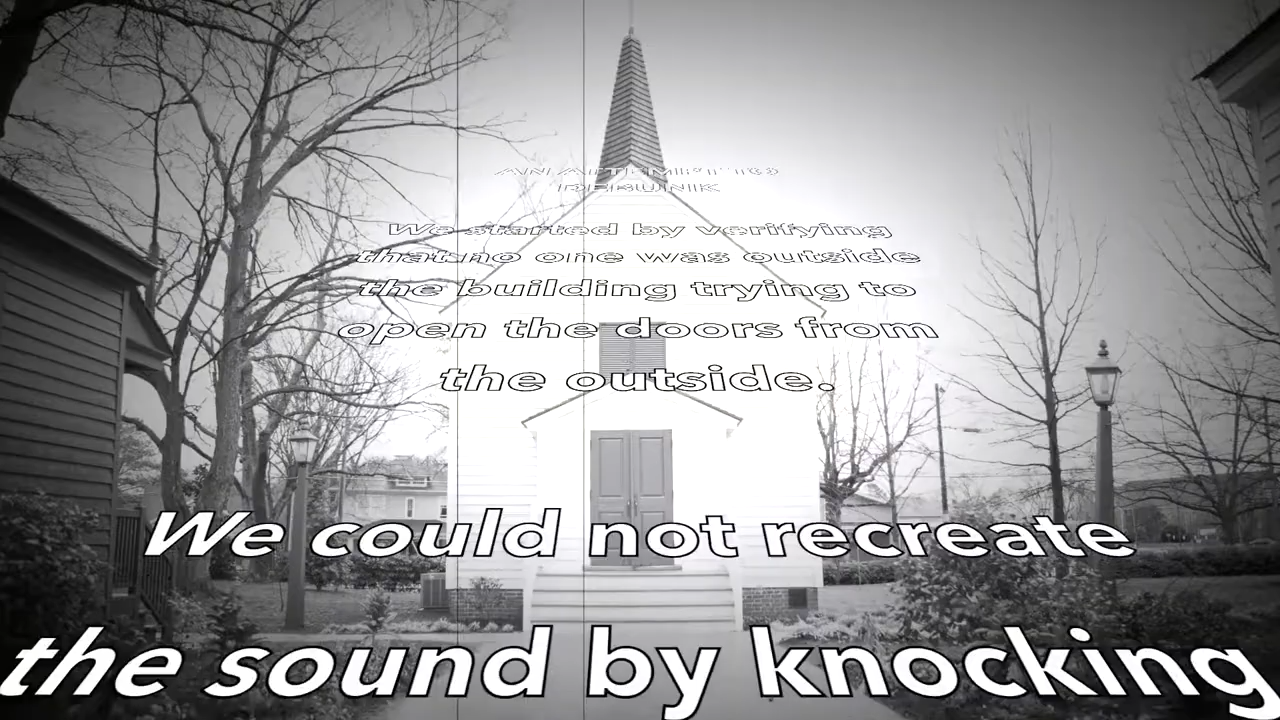 AN ATTEMPT TO
DEBUNK
We started by verifying
that no one was outside
the building trying to
open the doors from
the outside.
We could not recreate
the sound by knocking